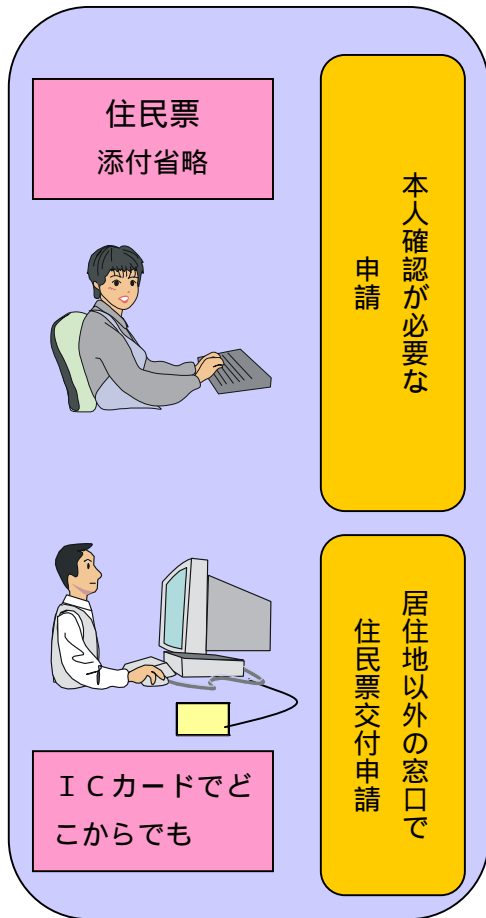 住民票
添付省略
本人確認が必要な
申請
居住地以外の窓口で
住民票交付申請
ＩＣカードでど
こからでも